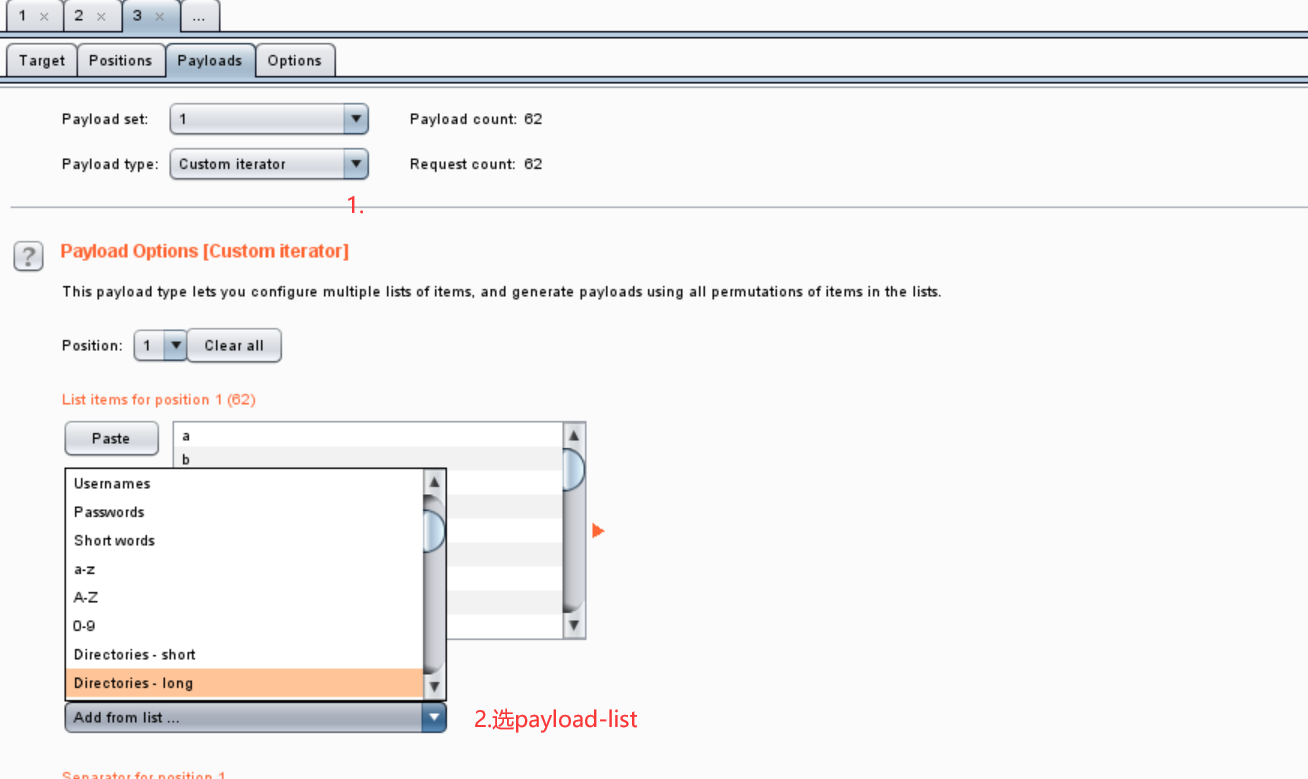 1 × 2 × 3 × ...
Target Positions Payloads Options
Payload set: 1 Payload count: 62
Payload type: Custom iterator Request count: 62
1.
? Payload Options [Custom iterator]
This payload type lets you configure multiple lists of items, and generate payloads using all permutations of items in the lists.
Position: 1 Clear all
List items for position 1 (62)
Paste a
b
Usernames
Passwords
Short words
a-z
A-Z
0-9
Directories - short
Directories - long
Add from list ... 2.选payload-list
Separator for position 1